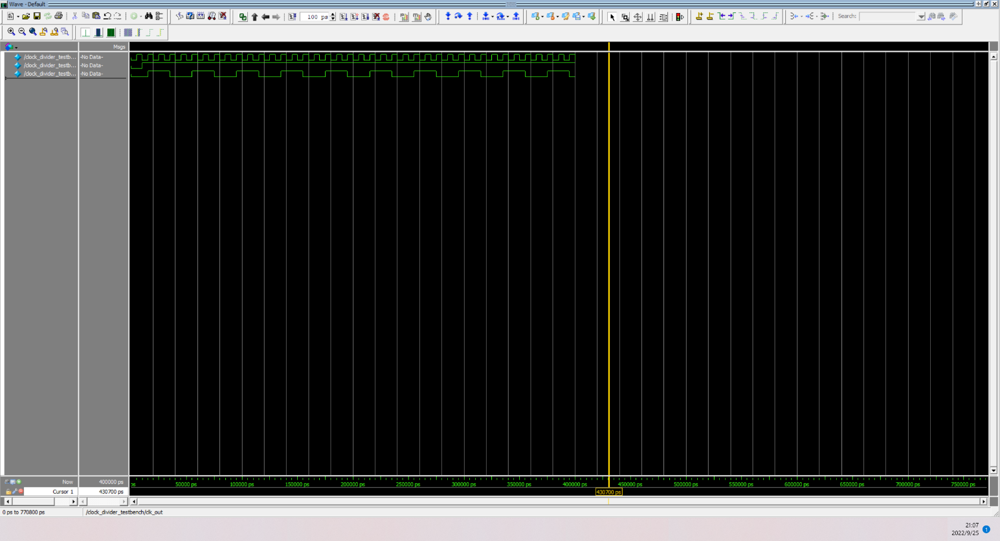 Wave - Default
100 ps
Search:
Msgs
/clock_divider_testb... -No Data-
/clock_divider_testb... -No Data-
/clock_divider_testb... -No Data-
Now 400000 ps
ps 50000 ps 100000 ps 150000 ps 200000 ps 250000 ps 300000 ps 350000 ps 400000 ps 450000 ps 500000 ps 550000 ps 600000 ps 650000 ps 700000 ps 750000 ps
Cursor 1 430700 ps
430700 ps
0 ps to 770800 ps /clock_divider_testbench/clk_out
21:07
2022/9/25
1